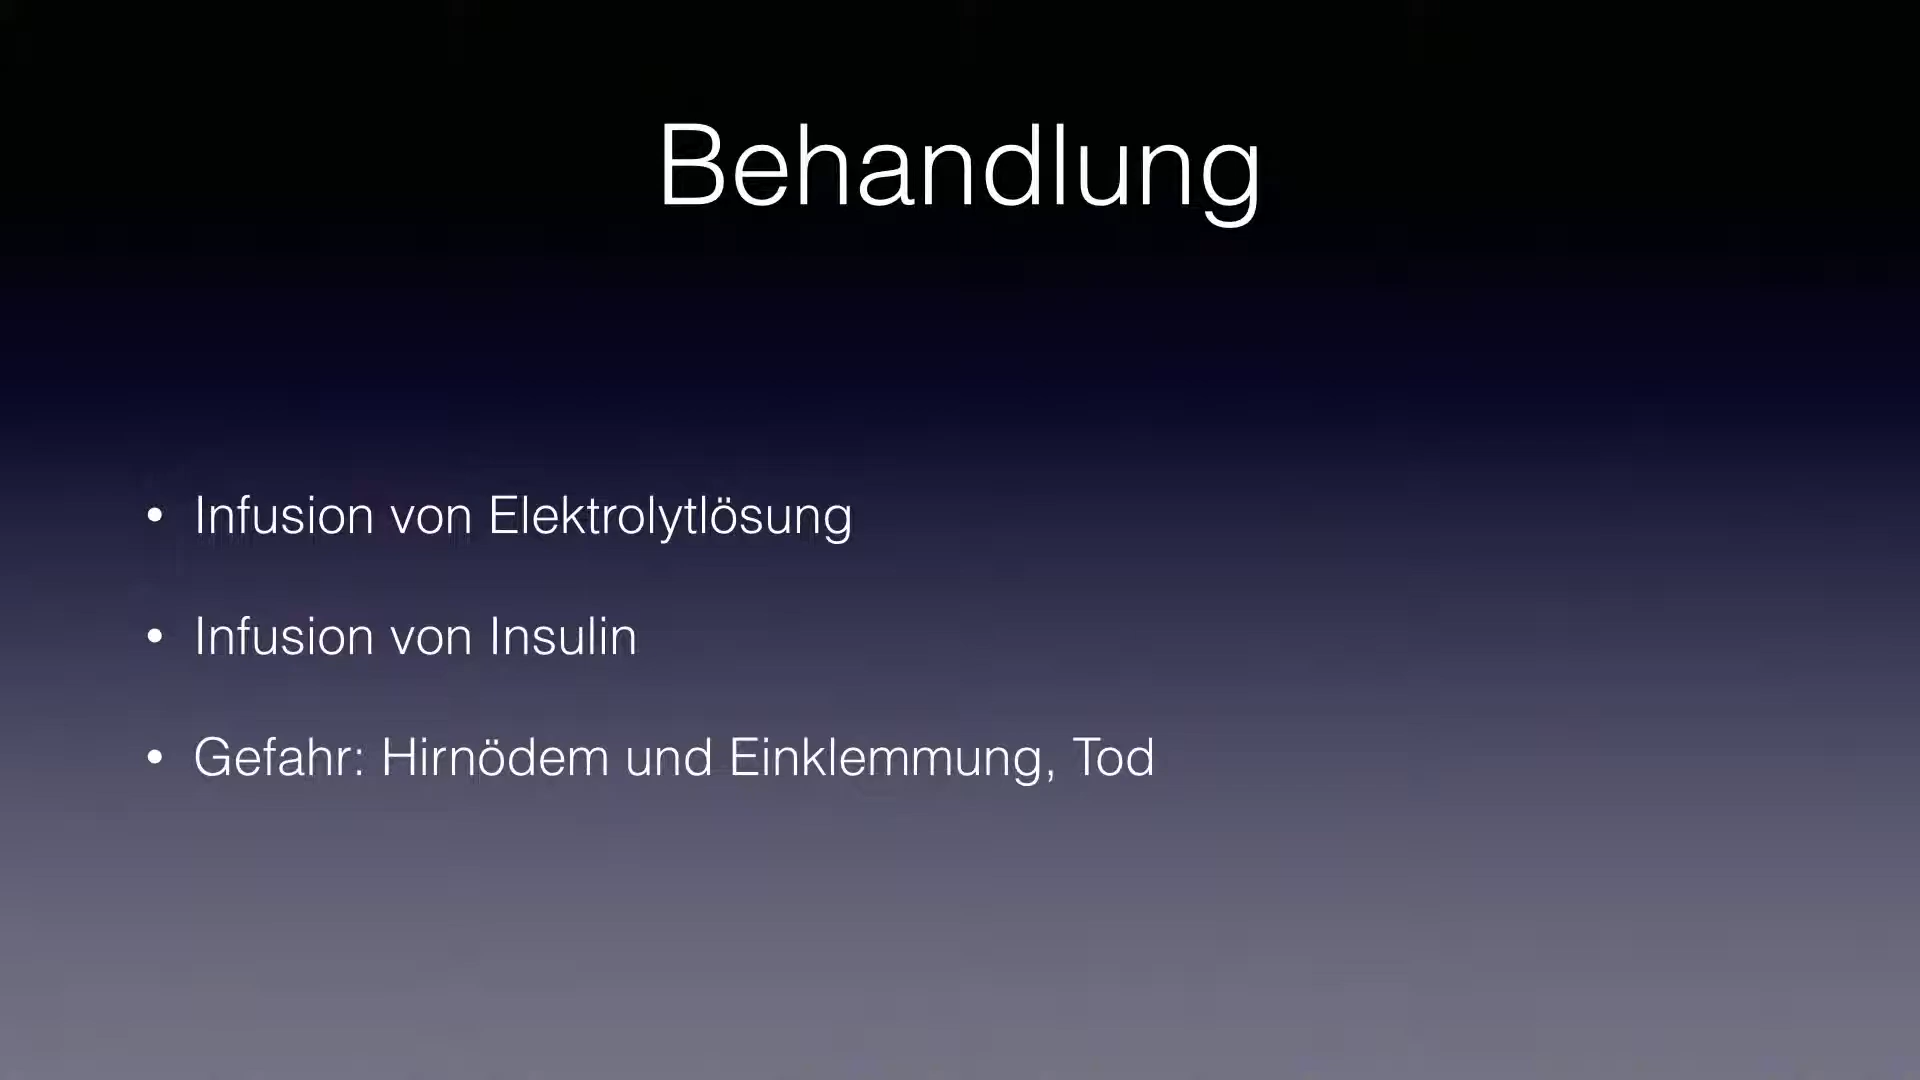 Behandlung
• Infusion von Elektrolytlösung
• Infusion von Insulin
• Gefahr: Hirnödem und Einklemmung, Tod